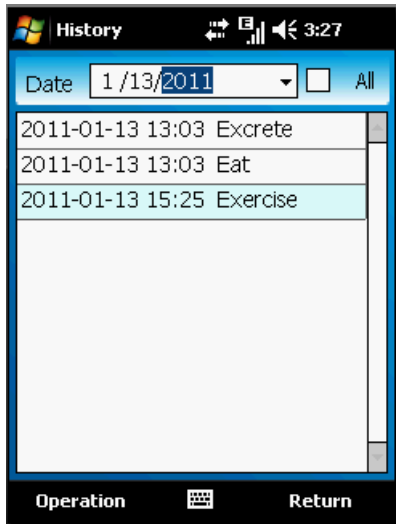 History E 3:27
Date 1 /13/2011 All
2011-01-13 13:03 Excrete
2011-01-13 13:03 Eat
2011-01-13 15:25 Exercise
Operation Return